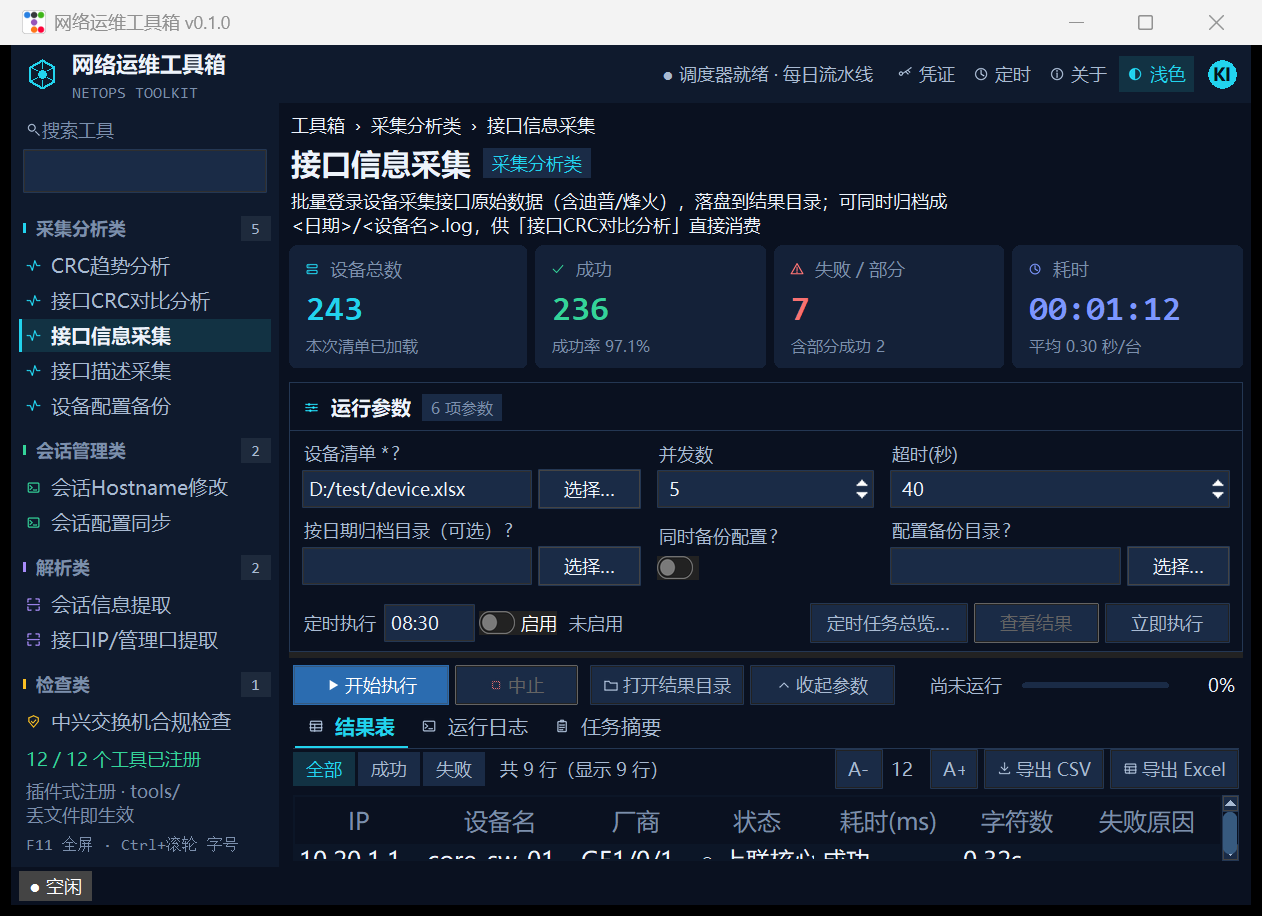 网络运维工具箱 v0.1.0
网络运维工具箱
NETOPS TOOLKIT
● 调度器就绪 · 每日流水线
凭证
定时
关于
浅色
KI
搜索工具
采集分析类 5
CRC趋势分析
接口CRC对比分析
接口信息采集
接口描述采集
设备配置备份
会话管理类 2
会话Hostname修改
会话配置同步
解析类 2
会话信息提取
接口IP/管理口提取
检查类 1
中兴交换机合规检查
12 / 12 个工具已注册
插件式注册 · tools/
丢文件即生效
F11 全屏 · Ctrl+滚轮 字号
● 空闲
工具箱 › 采集分析类 › 接口信息采集
接口信息采集 采集分析类
批量登录设备采集接口原始数据（含迪普/烽火），落盘到结果目录；可同时归档成
<日期>/<设备名>.log，供「接口CRC对比分析」直接消费
设备总数
243
本次清单已加载
成功
236
成功率 97.1%
失败 / 部分
7
含部分成功 2
耗时
00:01:12
平均 0.30 秒/台
运行参数 6 项参数
设备清单 * ? 并发数 超时(秒)
D:/test/device.xlsx 选择... 5 40
按日期归档目录（可选）? 同时备份配置? 配置备份目录?
选择... 选择...
定时执行 08:30 启用 未启用 定时任务总览... 查看结果 立即执行
开始执行 中止 打开结果目录 收起参数 尚未运行 0%
结果表 运行日志 任务摘要
全部 成功 失败 共 9 行（显示 9 行） A- 12 A+ 导出 CSV 导出 Excel
IP 设备名 厂商 状态 耗时(ms) 字符数 失败原因